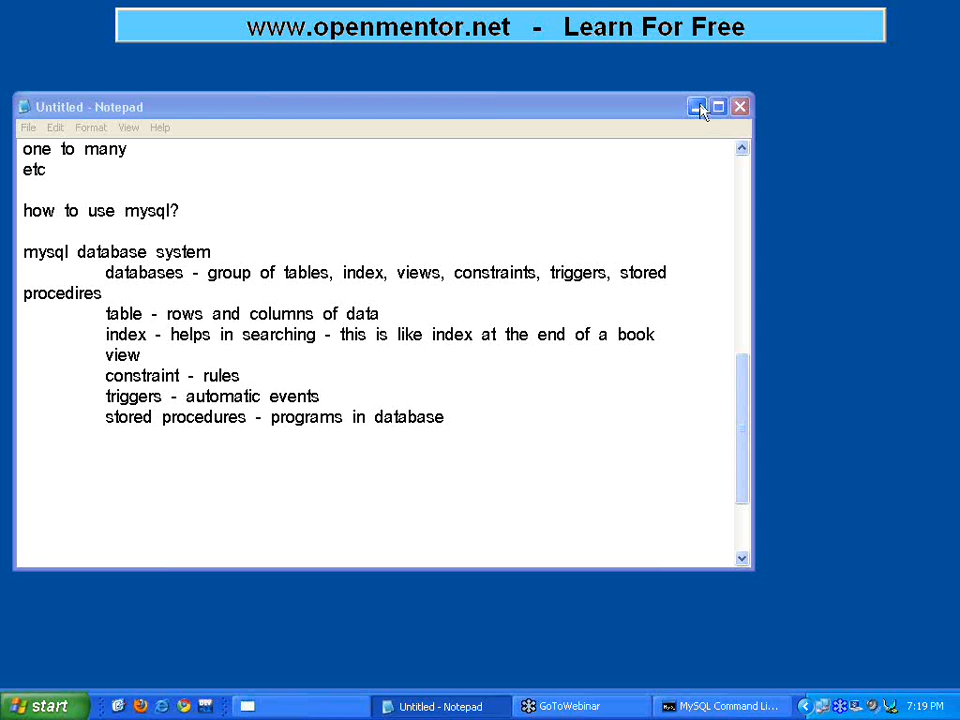 www.openmentor.net - Learn For Free
Untitled - Notepad
File Edit Format View Help
one to many
etc
how to use mysql?
mysql database system
databases - group of tables, index, views, constraints, triggers, stored
procedires
table - rows and columns of data
index - helps in searching - this is like index at the end of a book
view
constraint - rules
triggers - automatic events
stored procedures - programs in database
start Untitled - Notepad GoToWebinar MySQL Command Li... 7:19 PM